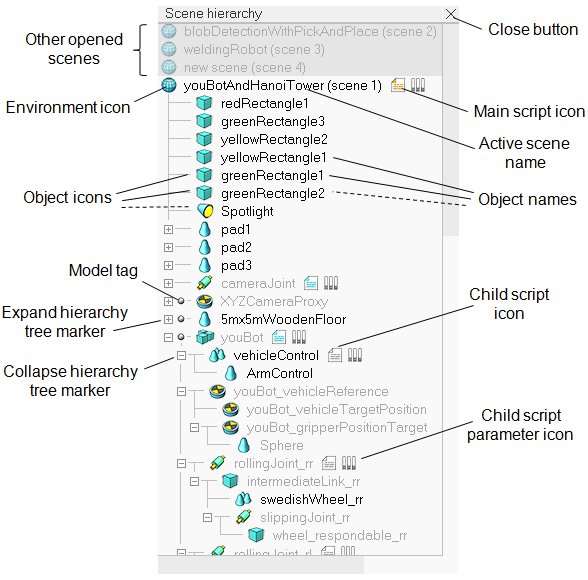 Scene hierarchy
blobDetectionWithPickAndPlace (scene 2)
weldingRobot (scene 3)
new scene (scene 4)
youBotAndHanoiTower (scene 1)
redRectangle1
greenRectangle3
yellowRectangle2
yellowRectangle1
greenRectangle1
greenRectangle2
Spotlight
pad1
pad2
pad3
cameraJoint
XYZCameraProxy
5mx5mWoodenFloor
youBot
vehicleControl
ArmControl
youBot_vehicleReference
youBot_vehicleTargetPosition
youBot_gripperPositionTarget
Sphere
rollingJoint_rr
intermediateLink_rr
swedishWheel_rr
slippingJoint_rr
wheel_respondable_rr
rollingJoint_rl
Other opened
scenes
Environment icon
Object icons
Model tag
Expand hierarchy
tree marker
Collapse hierarchy
tree marker
Close button
Main script icon
Active scene
name
Object names
Child script
icon
Child script
parameter icon